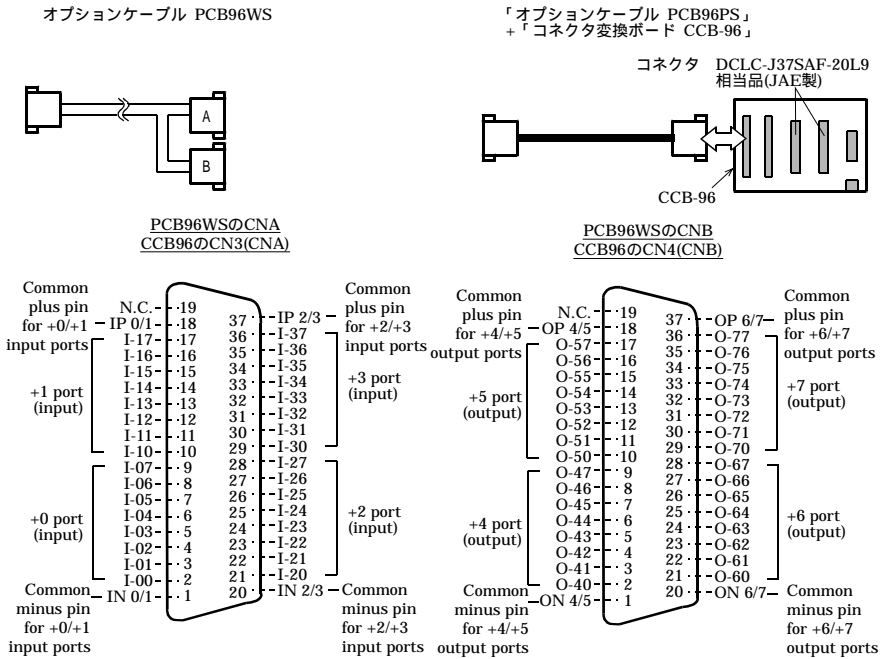 オプションケーブル PCB96WS
A
B
「オプションケーブル PCB96PS」
+「コネクタ変換ボード CCB-96」
コネクタ DCLC-J37SAF-20L9
相当品(JAE製)
CCB-96
PCB96WSのCNA
CCB96のCN3(CNA)
Common
plus pin
for +0/+1
input ports
N.C. 19
IP 0/1 18
I-17 17
I-16 16
I-15 15
I-14 14
I-13 13
I-12 12
I-11 11
I-10 10
I-07 9
I-06 8
I-05 7
I-04 6
I-03 5
I-02 4
I-01 3
I-00 2
IN 0/1 1
+1 port
(input)
+0 port
(input)
Common
minus pin
for +0/+1
input ports
37 IP 2/3
36 I-37
35 I-36
34 I-35
33 I-34
32 I-33
31 I-32
30 I-31
29 I-30
28 I-27
27 I-26
26 I-25
25 I-24
24 I-23
23 I-22
22 I-21
21 I-20
20 IN 2/3
Common
plus pin
for +2/+3
input ports
+3 port
(input)
+2 port
(input)
Common
minus pin
for +2/+3
input ports
PCB96WSのCNB
CCB96のCN4(CNB)
Common
plus pin
for +4/+5
output ports
N.C. 19
OP 4/5 18
O-57 17
O-56 16
O-55 15
O-54 14
O-53 13
O-52 12
O-51 11
O-50 10
O-47 9
O-46 8
O-45 7
O-44 6
O-43 5
O-42 4
O-41 3
O-40 2
ON 4/5 1
+5 port
(output)
+4 port
(output)
Common
minus pin
for +4/+5
output ports
37 OP 6/7
36 O-77
35 O-76
34 O-75
33 O-74
32 O-73
31 O-72
30 O-71
29 O-70
28 O-67
27 O-66
26 O-65
25 O-64
24 O-63
23 O-62
22 O-61
21 O-60
20 ON 6/7
Common
plus pin
for +6/+7
output ports
+7 port
(output)
+6 port
(output)
Common
minus pin
for +6/+7
output ports